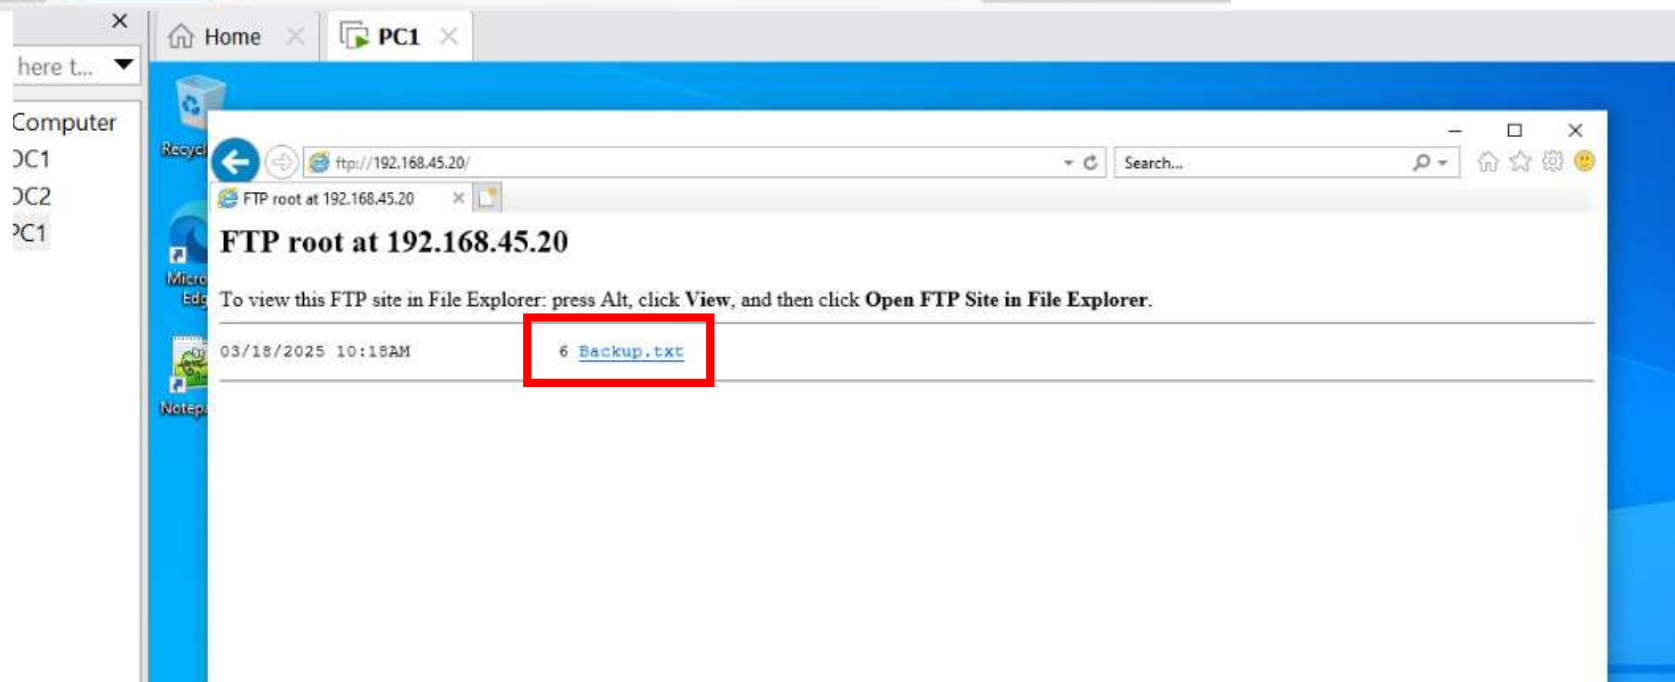 Home
PC1
here t...
Computer
DC1
DC2
PC1
ftp://192.168.45.20/
Search...
FTP root at 192.168.45.20
FTP root at 192.168.45.20
To view this FTP site in File Explorer: press Alt, click View, and then click Open FTP Site in File Explorer.
03/18/2025 10:18AM 6 Backup.txt